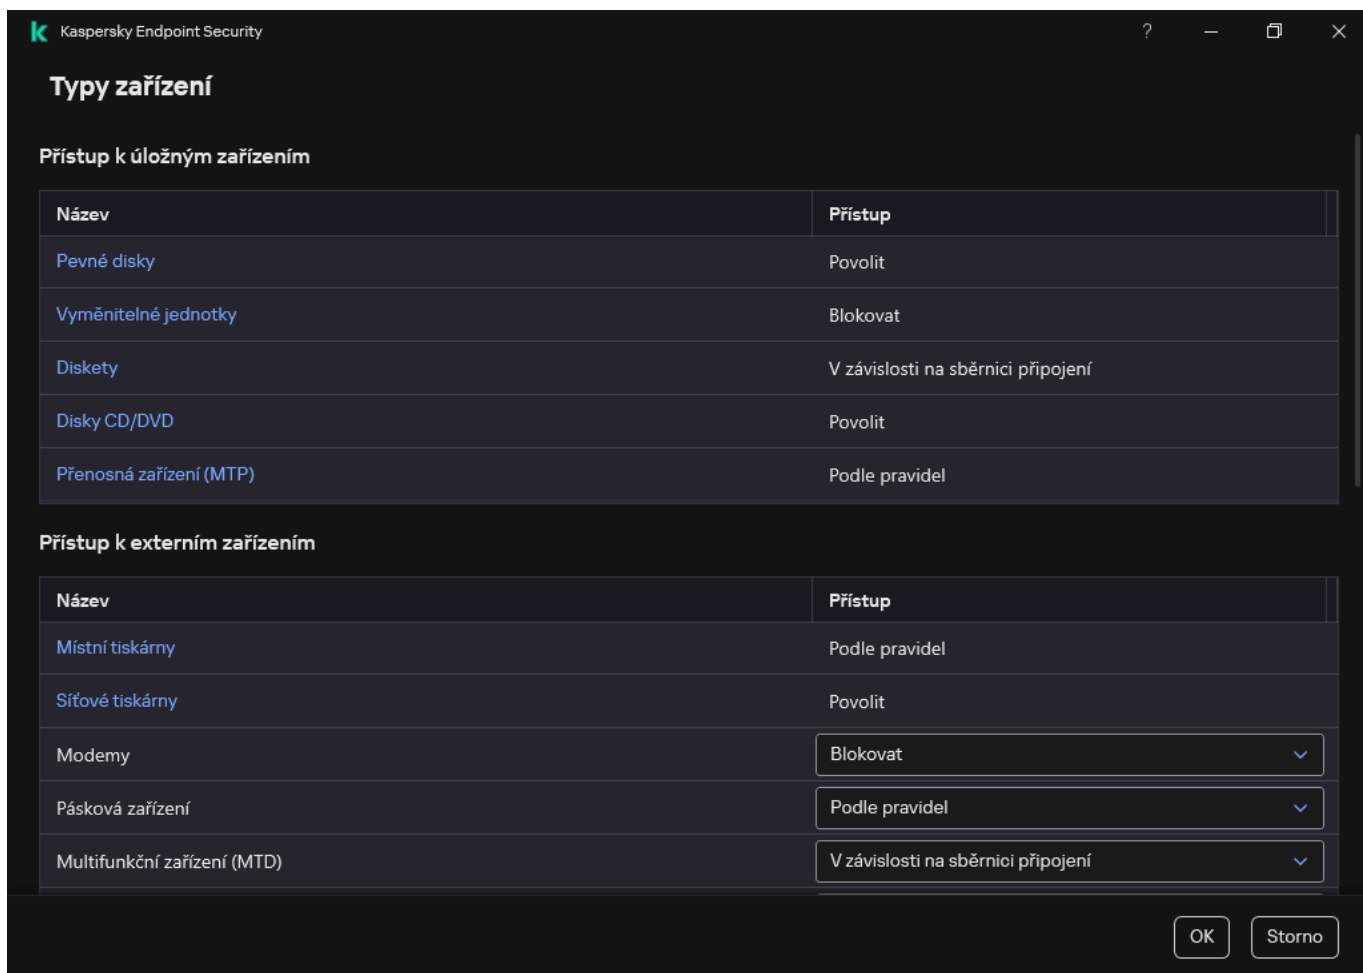 Kaspersky Endpoint Security ?
Typy zařízení
Přístup k úložným zařízením
Název Přístup
Pevné disky Povolit
Vyměnitelné jednotky Blokovat
Diskety V závislosti na sběrnici připojení
Disky CD/DVD Povolit
Přenosná zařízení (MTP) Podle pravidel
Přístup k externím zařízením
Název Přístup
Místní tiskárny Podle pravidel
Síťové tiskárny Povolit
Modemy Blokovat
Pásková zařízení Podle pravidel
Multifunkční zařízení (MTD) V závislosti na sběrnici připojení
OK Storno